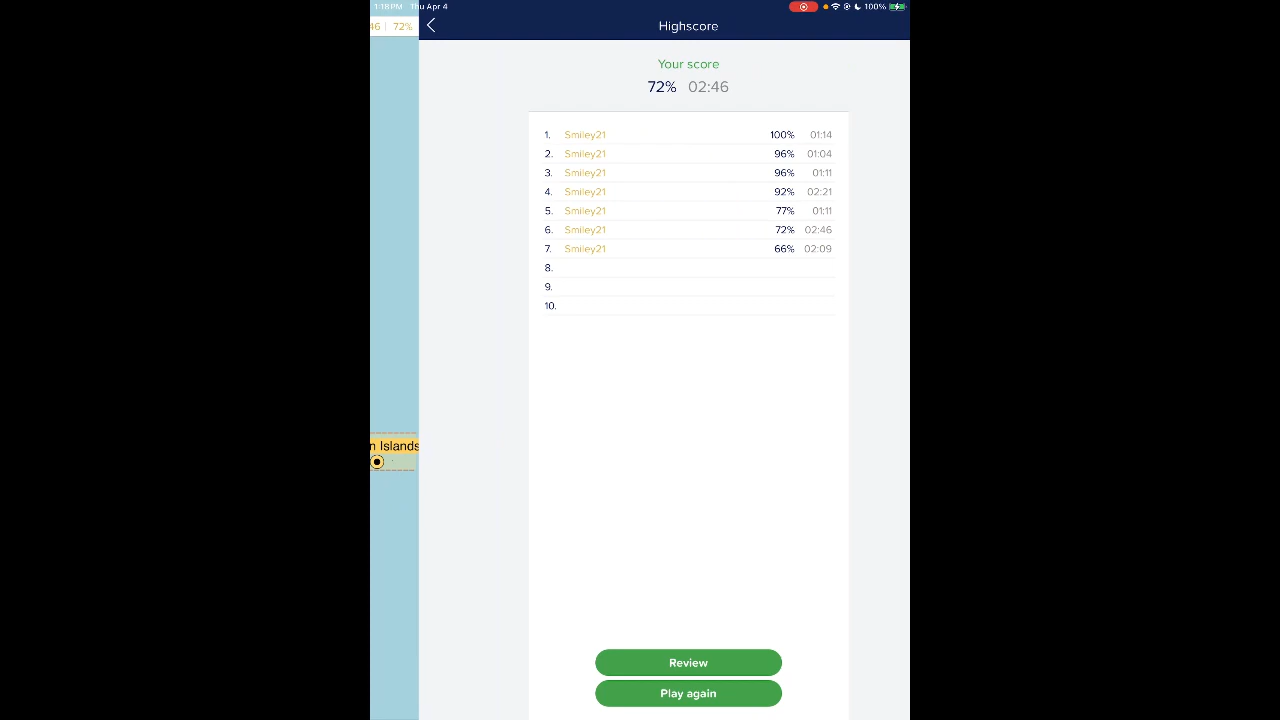 1:18 PM Thu Apr 4 100%
46 72%
Highscore
Your score
72% 02:46
1. Smiley21 100% 01:14
2. Smiley21 96% 01:04
3. Smiley21 96% 01:11
4. Smiley21 92% 02:21
5. Smiley21 77% 01:11
6. Smiley21 72% 02:46
7. Smiley21 66% 02:09
8.
9.
10.
n Islands
Review
Play again